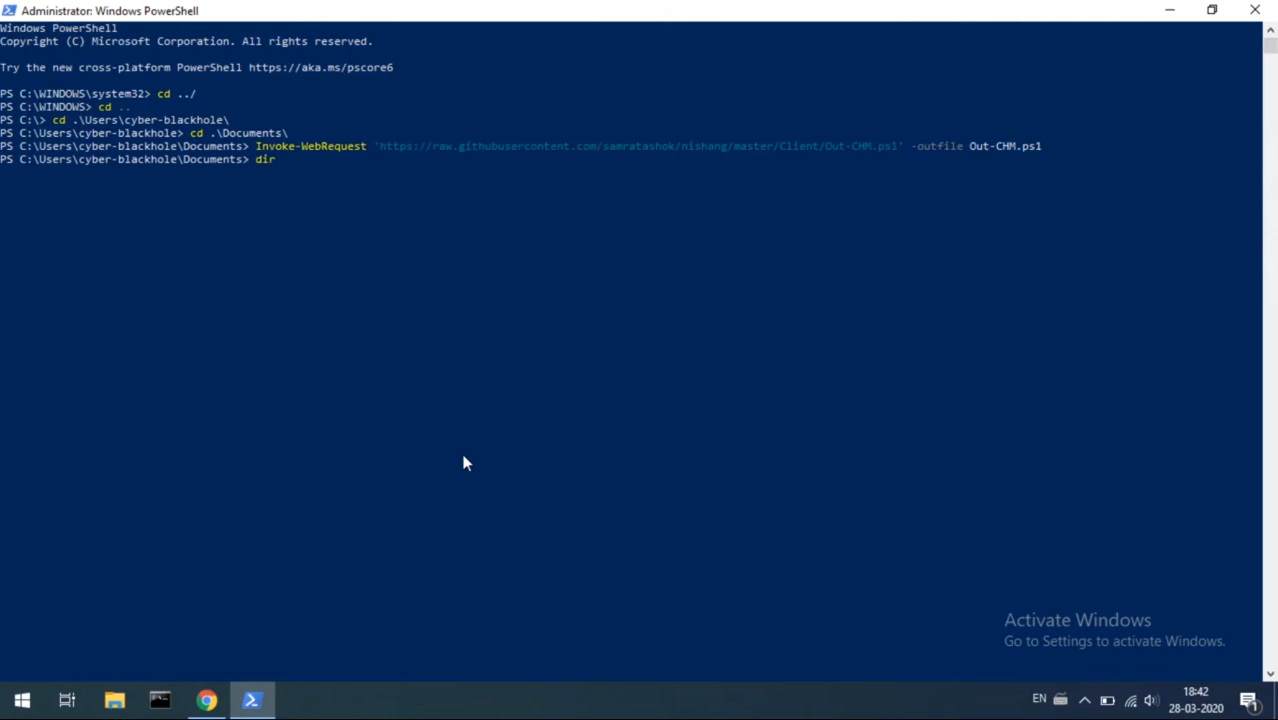 Administrator: Windows PowerShell
Windows PowerShell
Copyright (C) Microsoft Corporation. All rights reserved.
Try the new cross-platform PowerShell https://aka.ms/pscore6
PS C:\WINDOWS\system32> cd ../
PS C:\WINDOWS> cd ..
PS C:\> cd .\Users\cyber-blackhole\
PS C:\Users\cyber-blackhole> cd .\Documents\
PS C:\Users\cyber-blackhole\Documents> Invoke-WebRequest 'https://raw.githubusercontent.com/samratashok/nishang/master/Client/Out-CHM.ps1' -outfile Out-CHM.ps1
PS C:\Users\cyber-blackhole\Documents> dir
Activate Windows
Go to Settings to activate Windows.
EN
18:42
28-03-2020
1